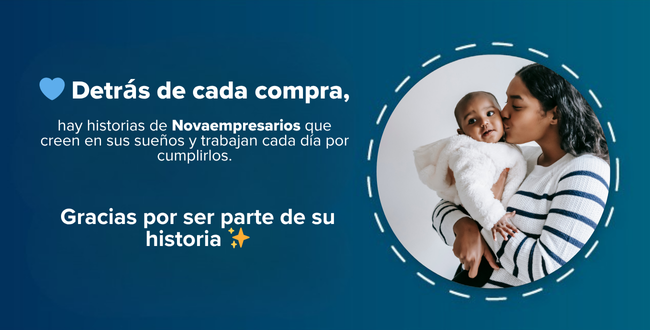 💙 Detrás de cada compra,
hay historias de Novaempresarios que
creen en sus sueños y trabajan cada día por
cumplirlos.
Gracias por ser parte de su
historia ✨